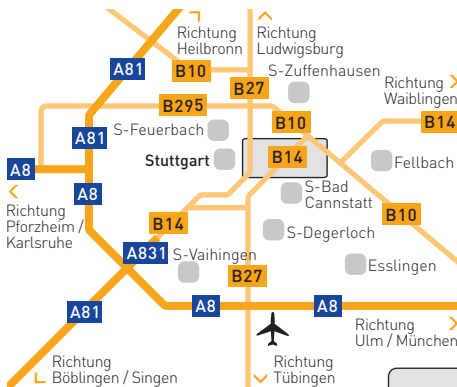 Richtung
Heilbronn
Richtung
Ludwigsburg
A81
B10
S-Zuffenhausen
B27
Richtung
Waiblingen
B295
B10
B14
A81
S-Feuerbach
Stuttgart
B14
Fellbach
A8
A8
S-Bad
Cannstatt
Richtung
Pforzheim /
Karlsruhe
B14
B10
S-Degerloch
A831
S-Vaihingen
Esslingen
B27
A81
A8
A8
Richtung
Ulm / München
Richtung
Böblingen / Singen
Richtung
Tübingen